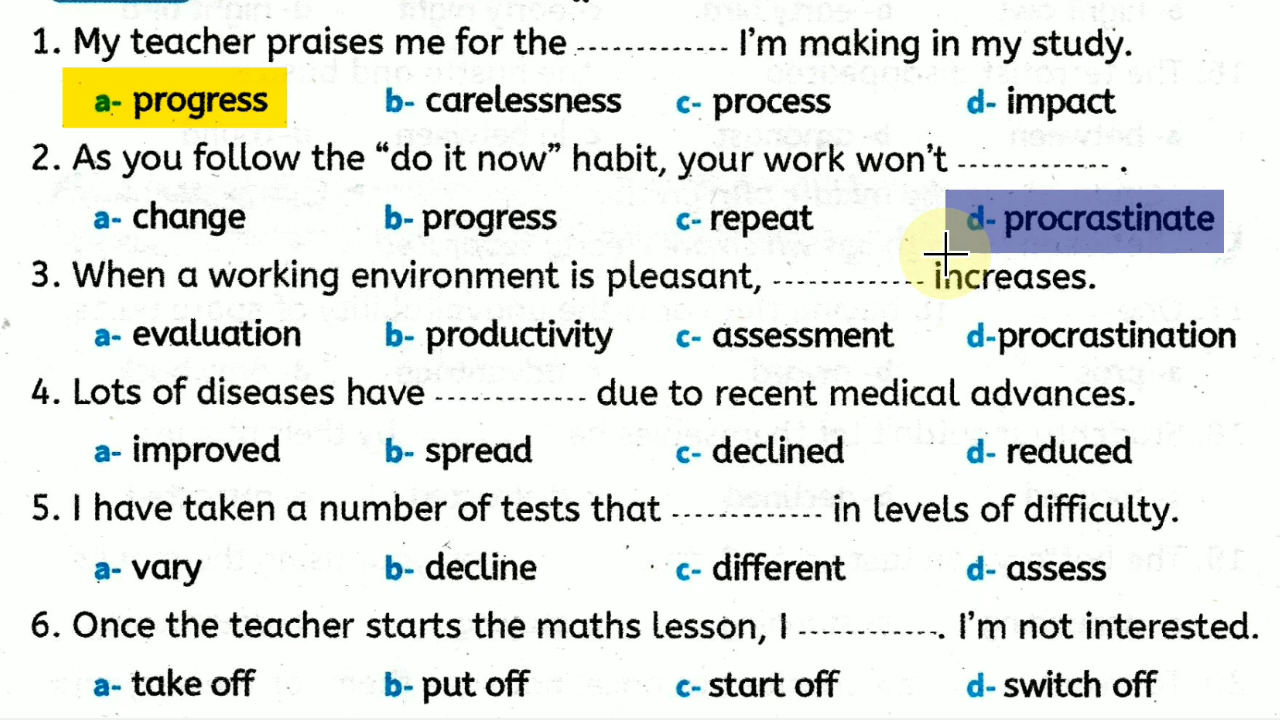 1. My teacher praises me for the ............. I'm making in my study.
a- progress b- carelessness c- process d- impact
2. As you follow the “do it now” habit, your work won't ............. .
a- change b- progress c- repeat d- procrastinate
3. When a working environment is pleasant, ............. increases.
a- evaluation b- productivity c- assessment d-procrastination
4. Lots of diseases have ............. due to recent medical advances.
a- improved b- spread c- declined d- reduced
5. I have taken a number of tests that ............. in levels of difficulty.
a- vary b- decline c- different d- assess
6. Once the teacher starts the maths lesson, I ............. I'm not interested.
a- take off b- put off c- start off d- switch off